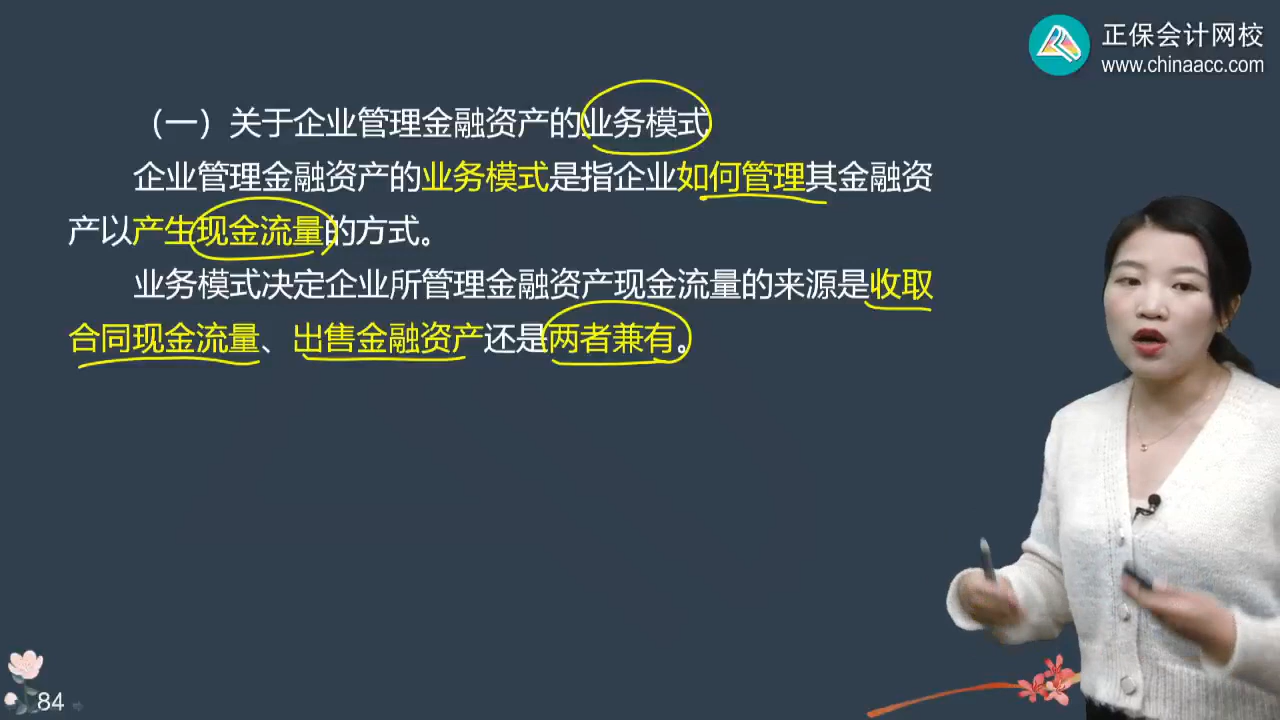 正保会计网校
www.chinaacc.com
（一）关于企业管理金融资产的业务模式
企业管理金融资产的业务模式是指企业如何管理其金融资
产以产生现金流量的方式。
业务模式决定企业所管理金融资产现金流量的来源是收取
合同现金流量、出售金融资产还是两者兼有。
84